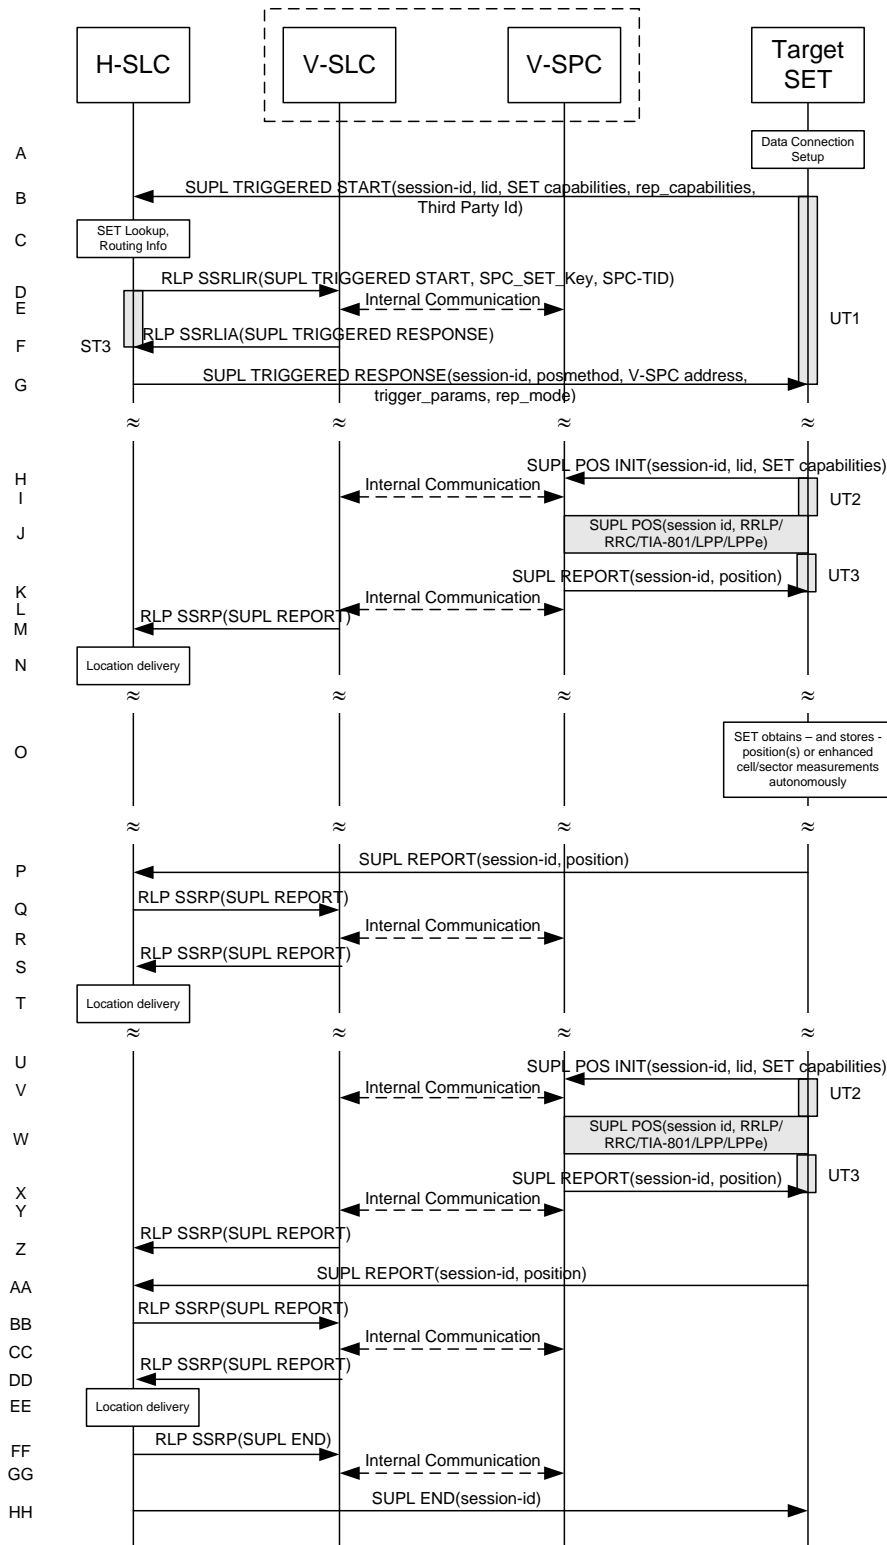 H-SLC
V-SLC
V-SPC
Target
SET
A
Data Connection
Setup
B
SUPL TRIGGERED START(session-id, lid, SET capabilities, rep_capabilities,
Third Party Id)
C
SET Lookup,
Routing Info
D
RLP SSRLIR(SUPL TRIGGERED START, SPC_SET_Key, SPC-TID)
E
Internal Communication
UT1
F
ST3
RLP SSRLIA(SUPL TRIGGERED RESPONSE)
G
SUPL TRIGGERED RESPONSE(session-id, posmethod, V-SPC address,
trigger_params, rep_mode)
≈ ≈ ≈ ≈
H
SUPL POS INIT(session-id, lid, SET capabilities)
I
Internal Communication
UT2
J
SUPL POS(session id, RRLP/
RRC/TIA-801/LPP/LPPe)
K
SUPL REPORT(session-id, position)
UT3
L
Internal Communication
M
RLP SSRP(SUPL REPORT)
N
Location delivery
≈ ≈ ≈ ≈
O
SET obtains – and stores -
position(s) or enhanced
cell/sector measurements
autonomously
≈ ≈ ≈ ≈
P
SUPL REPORT(session-id, position)
Q
RLP SSRP(SUPL REPORT)
R
Internal Communication
S
RLP SSRP(SUPL REPORT)
T
Location delivery
≈ ≈ ≈ ≈
U
SUPL POS INIT(session-id, lid, SET capabilities)
V
Internal Communication
UT2
W
SUPL POS(session id, RRLP/
RRC/TIA-801/LPP/LPPe)
X
SUPL REPORT(session-id, position)
UT3
Y
Internal Communication
Z
RLP SSRP(SUPL REPORT)
AA
SUPL REPORT(session-id, position)
BB
RLP SSRP(SUPL REPORT)
CC
Internal Communication
DD
RLP SSRP(SUPL REPORT)
EE
Location delivery
FF
RLP SSRP(SUPL END)
GG
Internal Communication
HH
SUPL END(session-id)